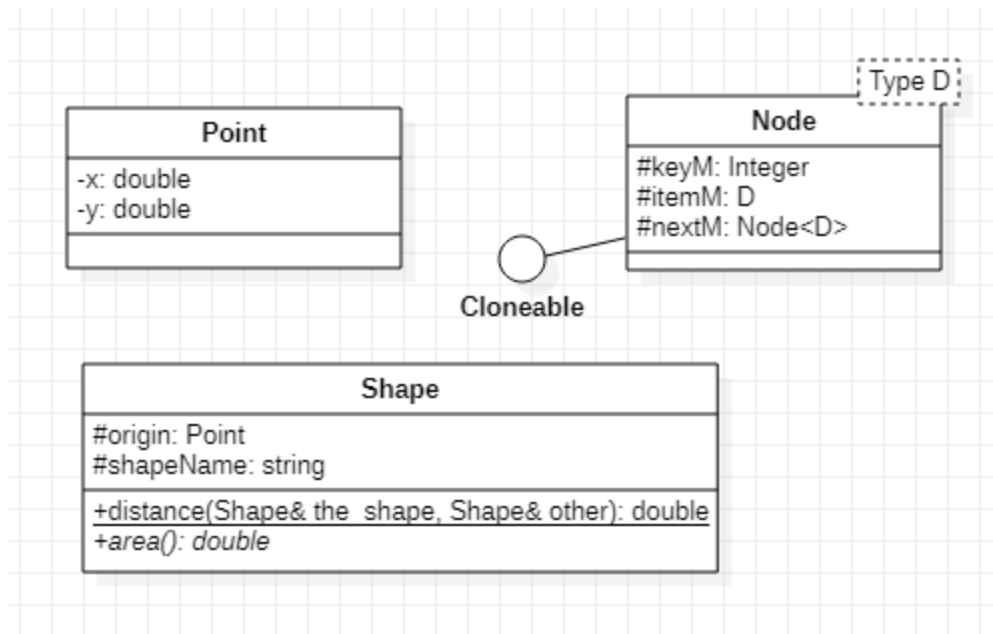 Point
-x: double
-y: double
Type D
Node
#keyM: Integer
#itemM: D
#nextM: Node<D>
Cloneable
Shape
#origin: Point
#shapeName: string
+distance(Shape& the_shape, Shape& other): double
+area(): double